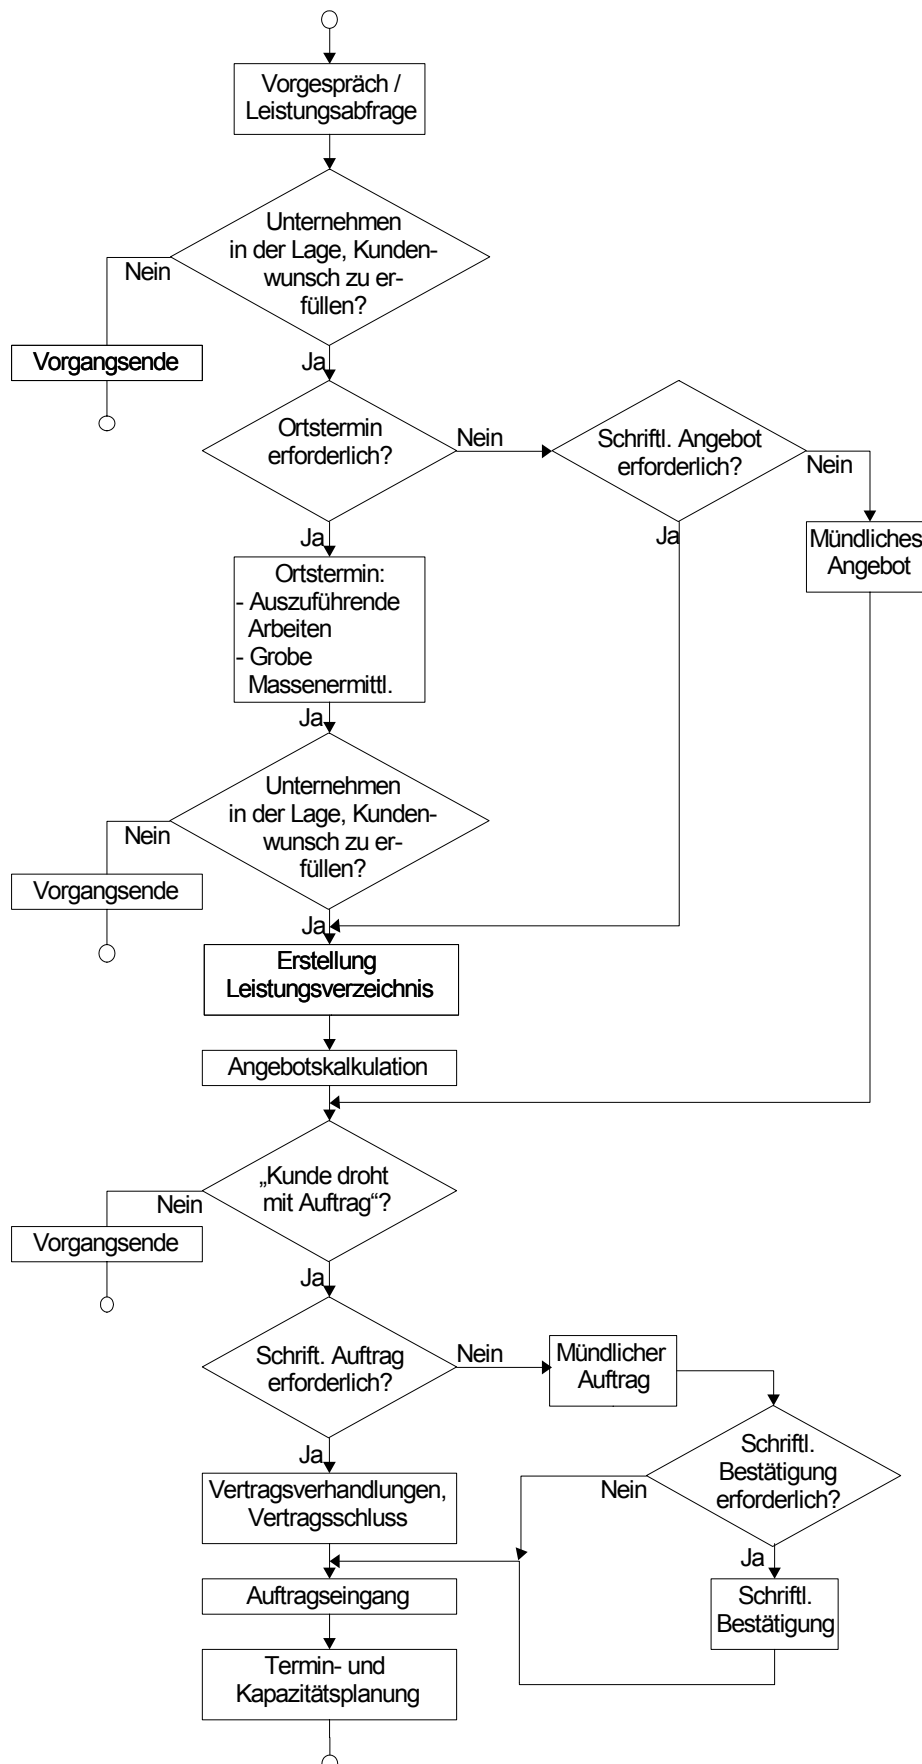 Vorgespräch /
Leistungsabfrage
Unternehmen
in der Lage, Kunden-
wunsch zu er-
füllen?
Nein
Vorgangsende
Ja
Ortstermin
erforderlich?
Nein
Schriftl. Angebot
erforderlich?
Nein
Ja
Ja
Mündliches
Angebot
Ortstermin:
- Auszuführende
Arbeiten
- Grobe
Massenermittl.
Ja
Unternehmen
in der Lage, Kunden-
wunsch zu er-
füllen?
Nein
Vorgangsende
Ja
Erstellung
Leistungsverzeichnis
Angebotskalkulation
„Kunde droht
mit Auftrag“?
Nein
Vorgangsende
Ja
Schrift. Auftrag
erforderlich?
Nein
Mündlicher
Auftrag
Ja
Schriftl.
Bestätigung
erforderlich?
Nein
Vertragsverhandlungen,
Vertragsschluss
Ja
Auftragseingang
Schriftl.
Bestätigung
Termin- und
Kapazitätsplanung